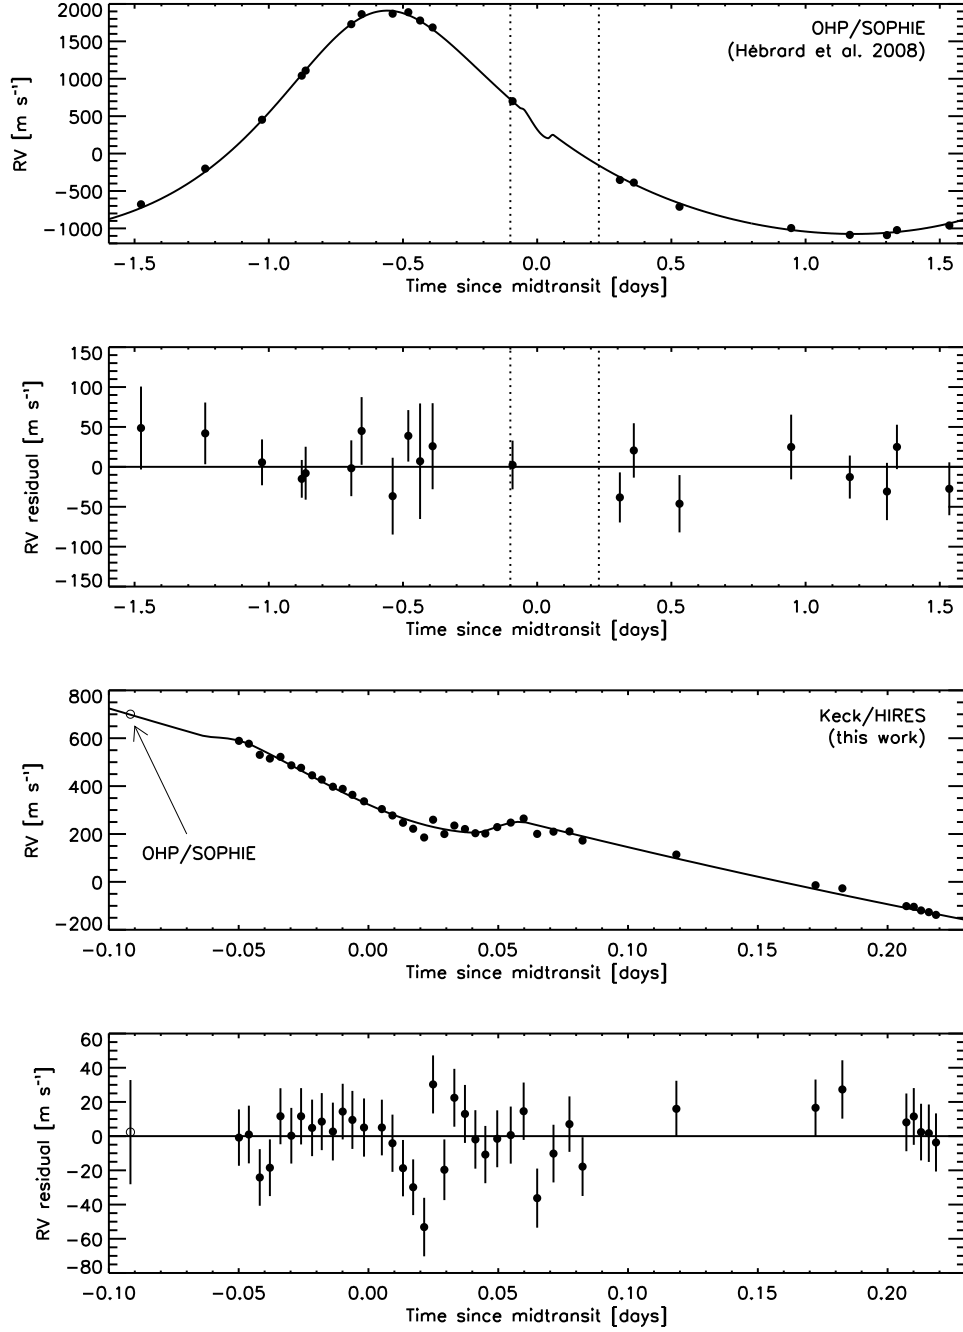 OHP/SOPHIE
(Hébrard et al. 2008)
2000
1500
1000
500
0
−500
−1000
RV [m s⁻¹]
−1.5 −1.0 −0.5 0.0 0.5 1.0 1.5
Time since midtransit [days]
150
100
50
0
−50
−100
−150
RV residual [m s⁻¹]
−1.5 −1.0 −0.5 0.0 0.5 1.0 1.5
Time since midtransit [days]
Keck/HIRES
(this work)
800
600
400
200
0
−200
RV [m s⁻¹]
OHP/SOPHIE
−0.10 −0.05 0.00 0.05 0.10 0.15 0.20
Time since midtransit [days]
60
40
20
0
−20
−40
−60
−80
RV residual [m s⁻¹]
−0.10 −0.05 0.00 0.05 0.10 0.15 0.20
Time since midtransit [days]